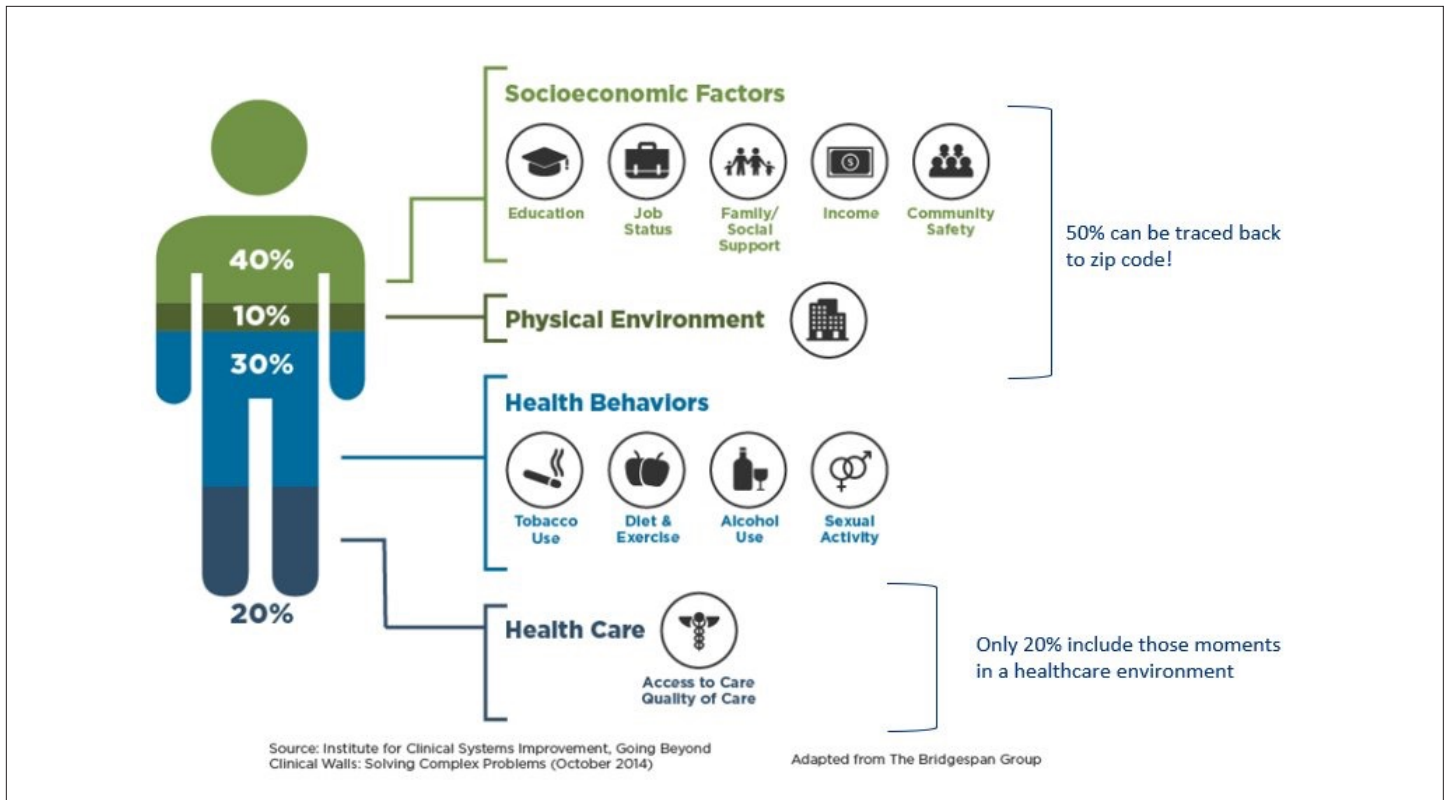 Socioeconomic Factors
Education
Job
Status
Family/
Social
Support
Income
Community
Safety
50% can be traced back
to zip code!
40%
10%
30%
20%
Physical Environment
Health Behaviors
Tobacco
Use
Diet &
Exercise
Alcohol
Use
Sexual
Activity
Health Care
Access to Care
Quality of Care
Only 20% include those moments
in a healthcare environment
Source: Institute for Clinical Systems Improvement, Going Beyond
Clinical Walls: Solving Complex Problems (October 2014)
Adapted from The Bridgespan Group